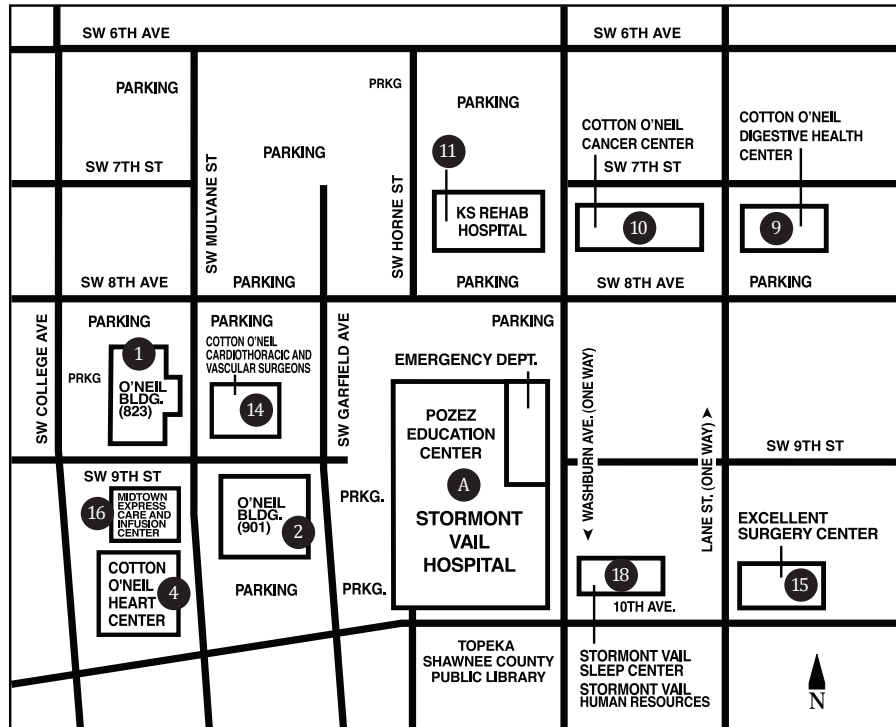 SW 6TH AVE
SW 6TH AVE
PARKING
PRKG
PARKING
COTTON O'NEIL
CANCER CENTER
COTTON O'NEIL
DIGESTIVE HEALTH
CENTER
SW 7TH ST
SW MULVANE ST
PARKING
SW HORNE ST
11
SW 7TH ST
KS REHAB
HOSPITAL
10
9
SW 8TH AVE
PARKING
PARKING
SW 8TH AVE
PARKING
SW COLLEGE AVE
PARKING
PARKING
SW GARFIELD AVE
PARKING
1
PRKG
O'NEIL
BLDG.
(823)
COTTON O'NEIL
CARDIOTHORACIC AND
VASCULAR SURGEONS
14
EMERGENCY DEPT.
POZEZ
EDUCATION
CENTER
A
STORMONT
VAIL
HOSPITAL
WASHBURN AVE. (ONE WAY)
LANE ST. (ONE WAY)
SW 9TH ST
SW 9TH ST
16
MIDTOWN
EXPRESS
CARE AND
INFUSION
CENTER
O'NEIL
BLDG.
(901)
2
PRKG.
EXCELLENT
SURGERY CENTER
COTTON
O'NEIL
HEART
CENTER
4
PARKING
PRKG.
18
10TH AVE.
15
TOPEKA
SHAWNEE COUNTY
PUBLIC LIBRARY
STORMONT VAIL
SLEEP CENTER
STORMONT VAIL
HUMAN RESOURCES
N